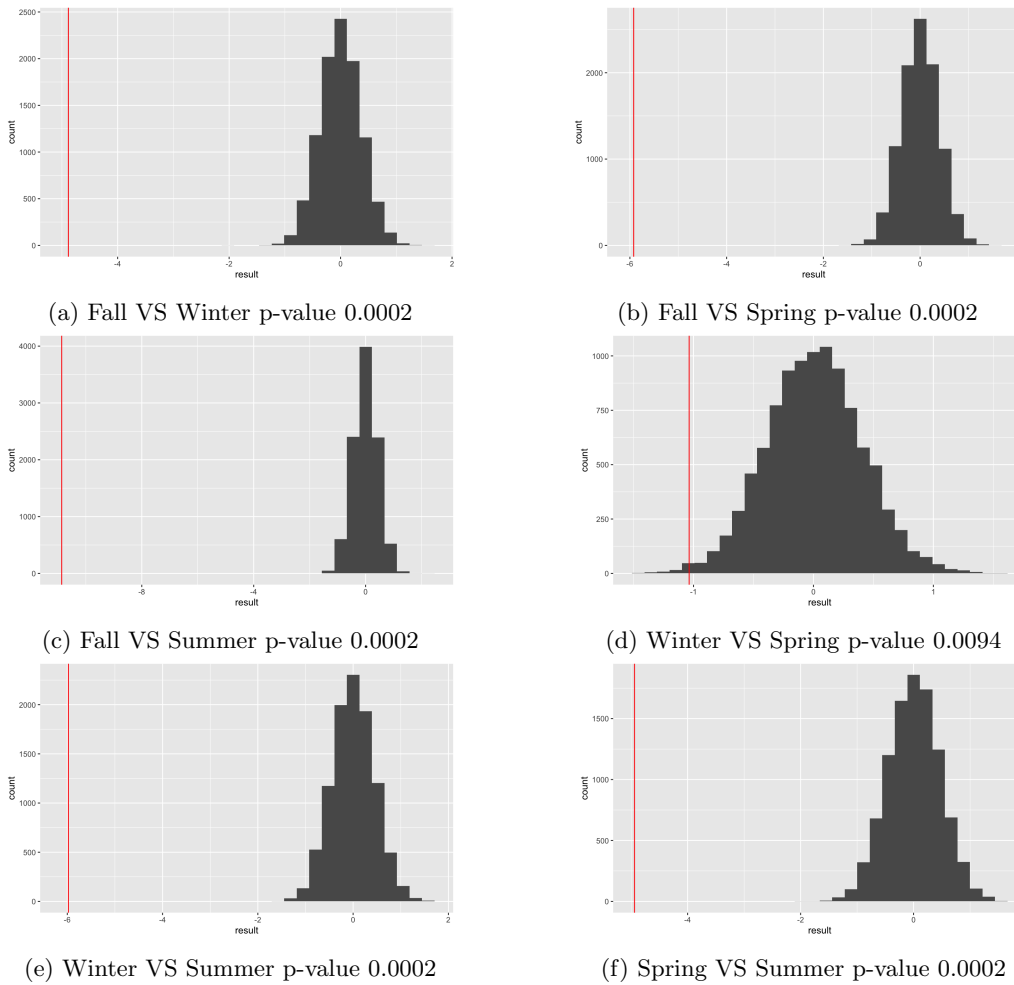 2500
2000
1500
1000
500
0
count
-4
-2
0
2
result
(a) Fall VS Winter p-value 0.0002
2000
1000
0
count
-6
-4
-2
0
result
(b) Fall VS Spring p-value 0.0002
4000
3000
2000
1000
0
count
-8
-4
0
result
(c) Fall VS Summer p-value 0.0002
1000
750
500
250
0
count
-1
0
1
result
(d) Winter VS Spring p-value 0.0094
2000
1500
1000
500
0
count
-6
-4
-2
0
2
result
(e) Winter VS Summer p-value 0.0002
1500
1000
500
0
count
-4
-2
0
result
(f) Spring VS Summer p-value 0.0002